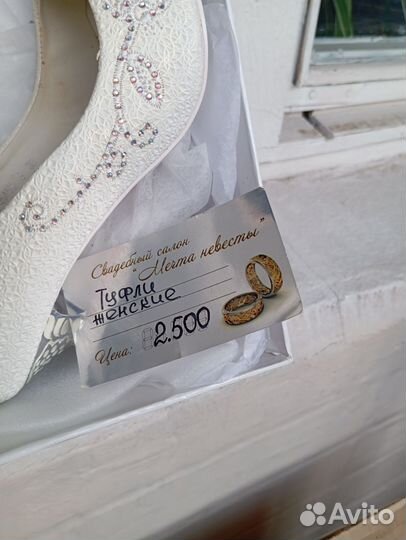 Свадебный салон
"Мечта невесты"
Туфли
женские
Цена: 2.500
Avito